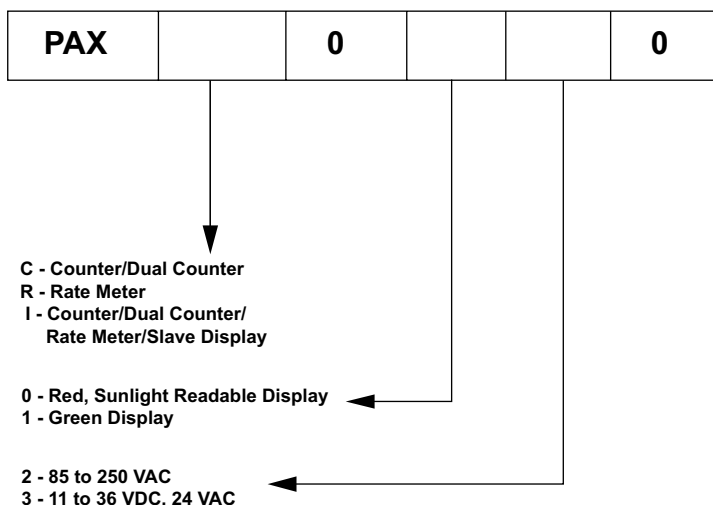 PAX 0 0
C - Counter/Dual Counter
R - Rate Meter
I - Counter/Dual Counter/
Rate Meter/Slave Display
0 - Red, Sunlight Readable Display
1 - Green Display
2 - 85 to 250 VAC
3 - 11 to 36 VDC, 24 VAC